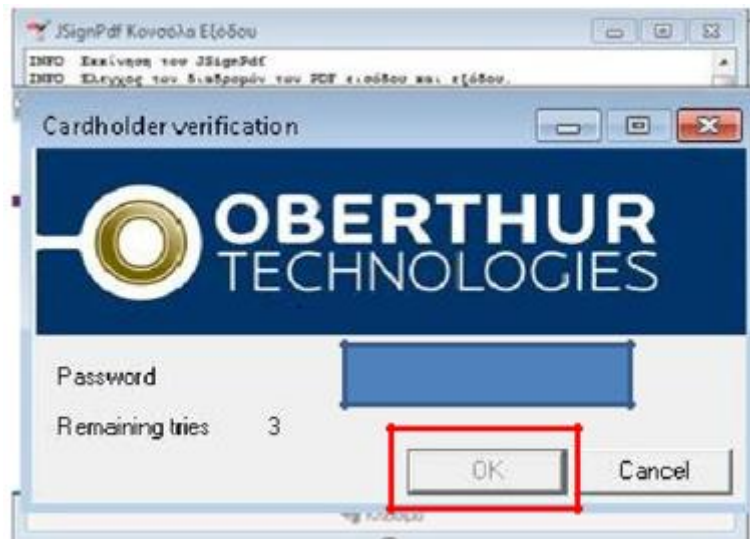 JSignPdf Κονσόλα Εξόδου
INFO Εκκίνηση του JSignPdf
INFO Έλεγχος των διαδρομών των PDF εισόδου και εξόδου.
Cardholder verification
OBERTHUR
TECHNOLOGIES
Password
Remaining tries 3
OK Cancel